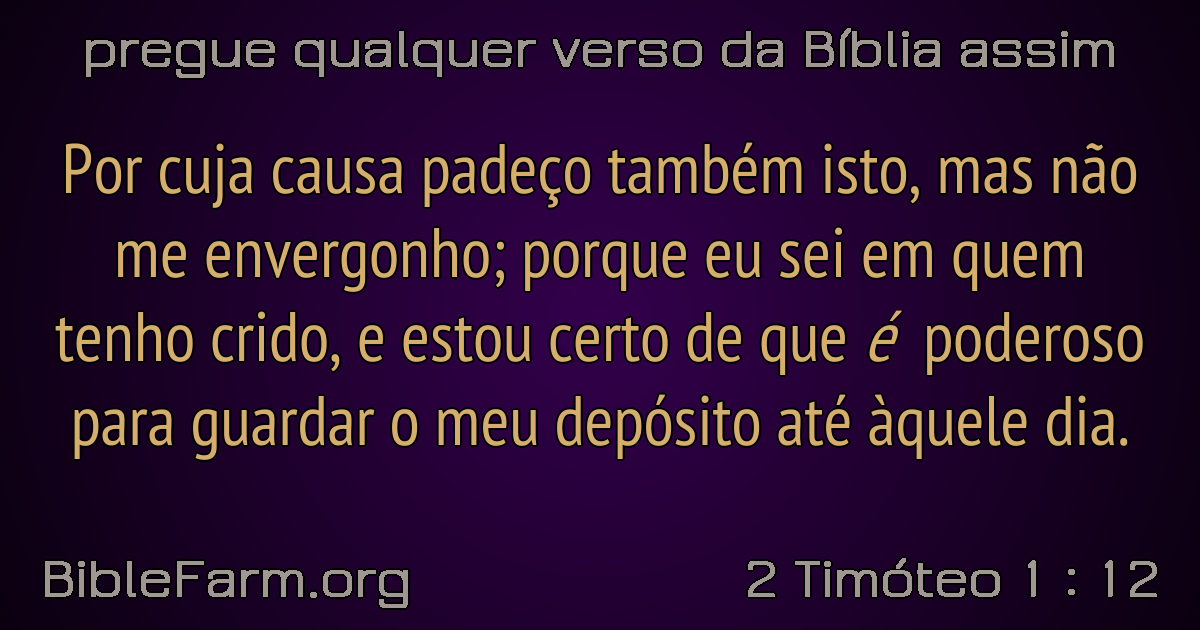 pregue qualquer verso da Bíblia assim
Por cuja causa padeço também isto, mas não
me envergonho; porque eu sei em quem
tenho crido, e estou certo de que é poderoso
para guardar o meu depósito até àquele dia.
BibleFarm.org
2 Timóteo 1 : 12